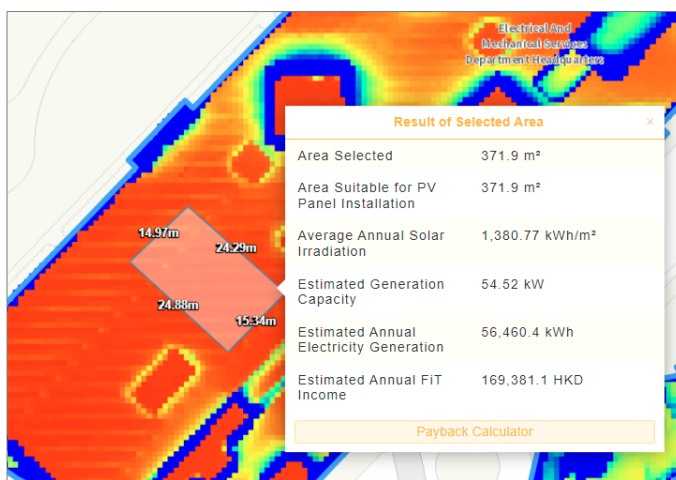 Electrical And
Mechanical Services
Department Headquarters
Result of Selected Area ×
Area Selected 371.9 m²
Area Suitable for PV 371.9 m²
Panel Installation
Average Annual Solar 1,380.77 kWh/m²
Irradiation
Estimated Generation 54.52 kW
Capacity
Estimated Annual 56,460.4 kWh
Electricity Generation
Estimated Annual FiT 169,381.1 HKD
Income
Payback Calculator
14.97m
24.29m
24.88m
15.34m